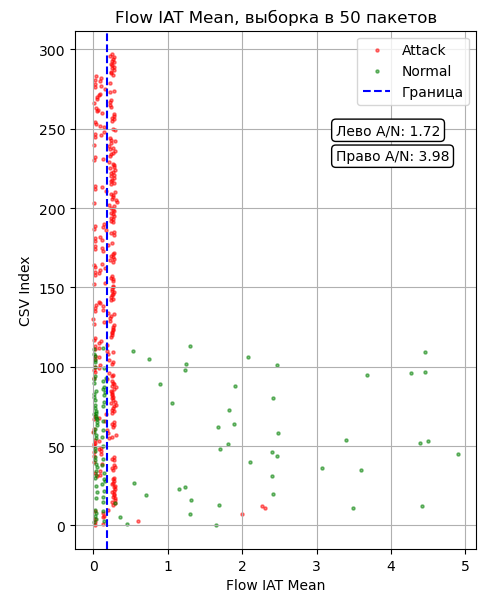 Flow IAT Mean, выборка в 50 пакетов
Attack
Normal
Граница
Лево A/N: 1.72
Право A/N: 3.98
CSV Index
300
250
200
150
100
50
0
0 1 2 3 4 5
Flow IAT Mean